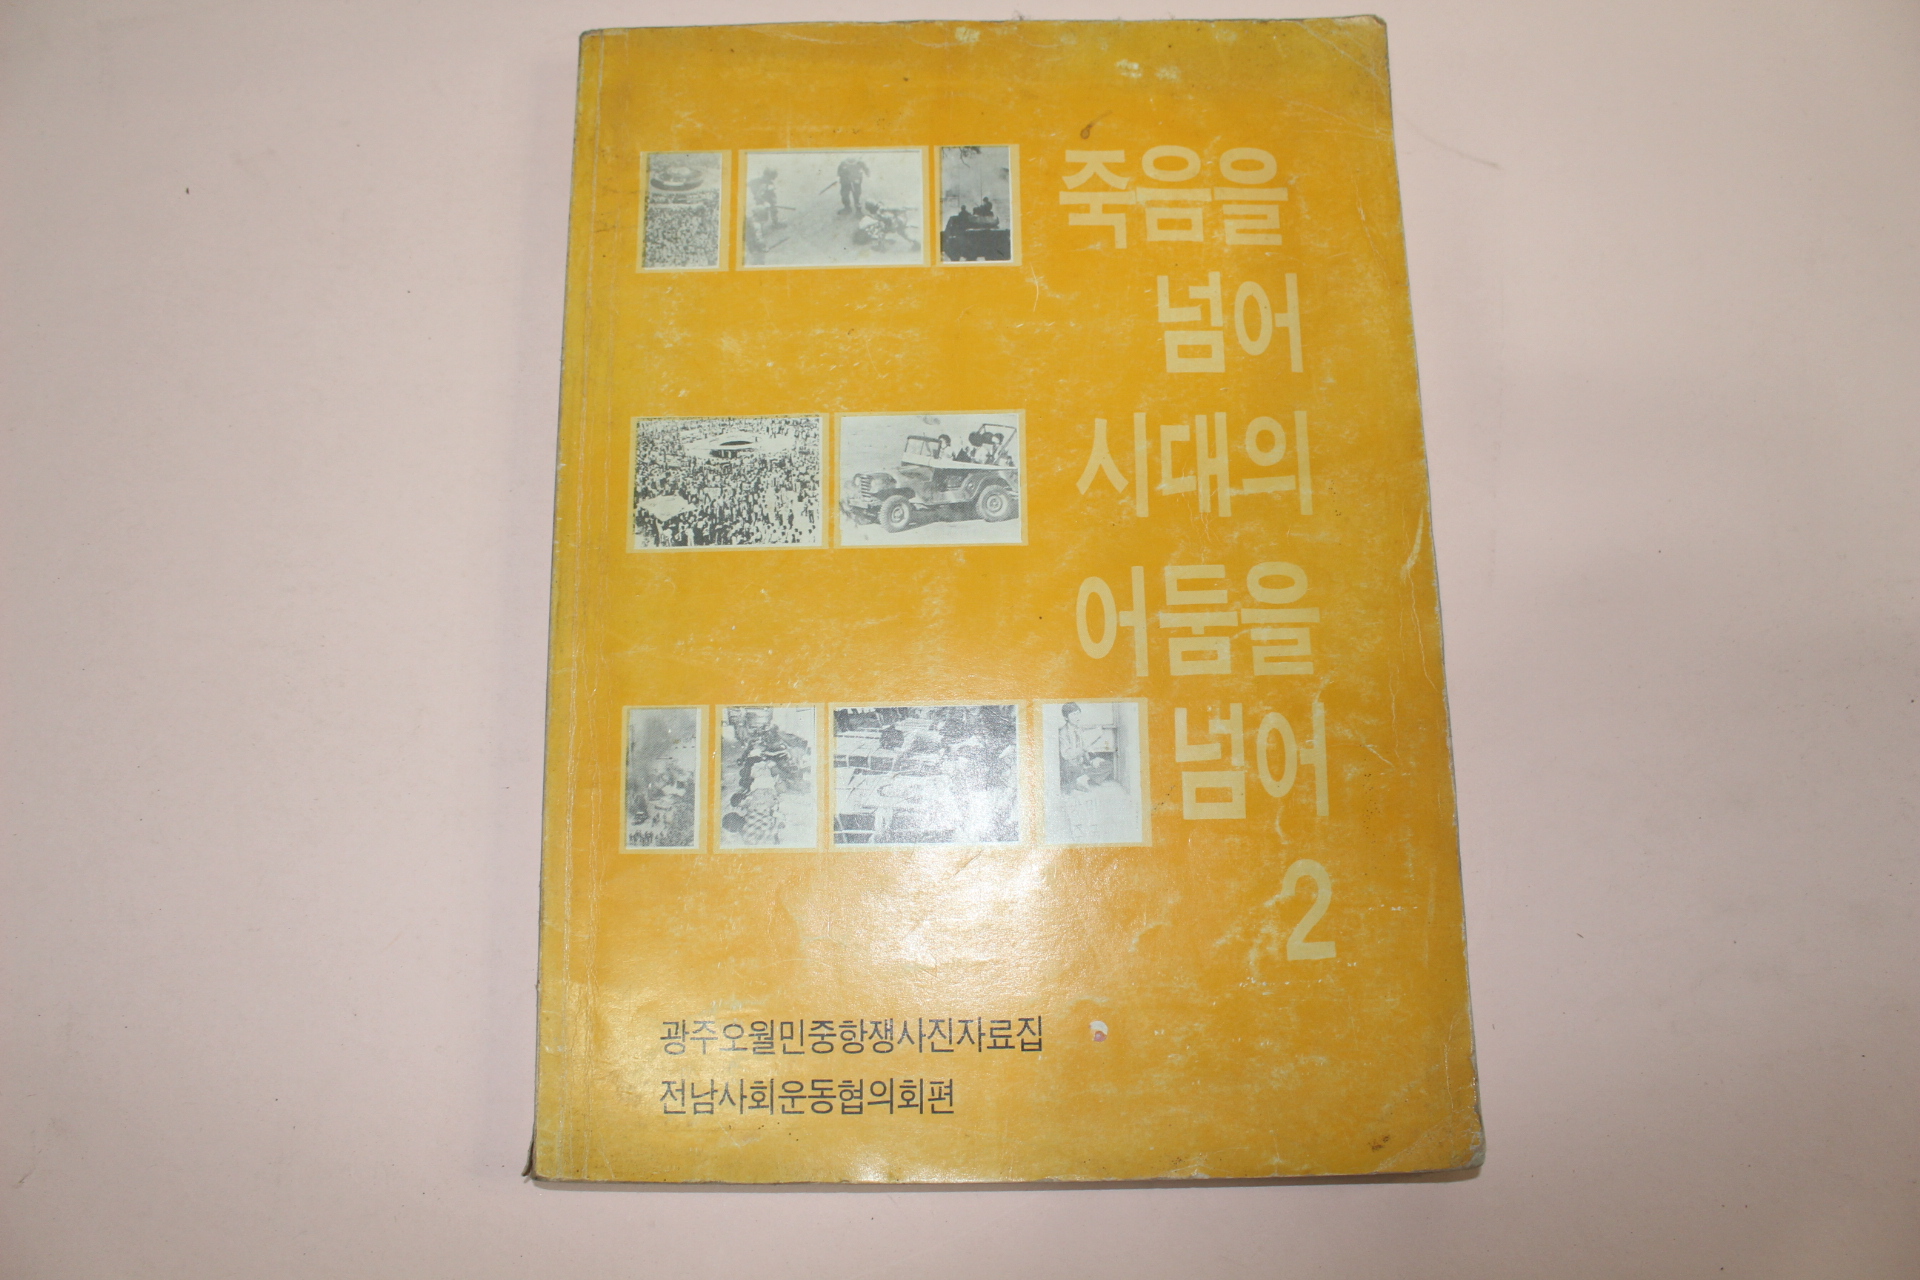 죽음을
넘어
시대의
어둠을
넘어
2
광주오월민중항쟁사진자료집
전남사회운동협의회편